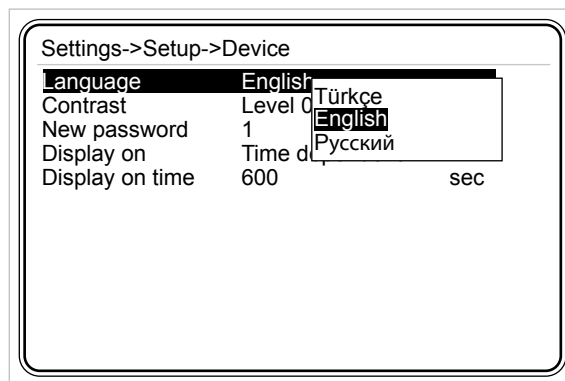 Settings->Setup->Device
Language English
Contrast Level 0
New password 1
Display on Time
Display on time 600 sec
Türkçe
English
Русский